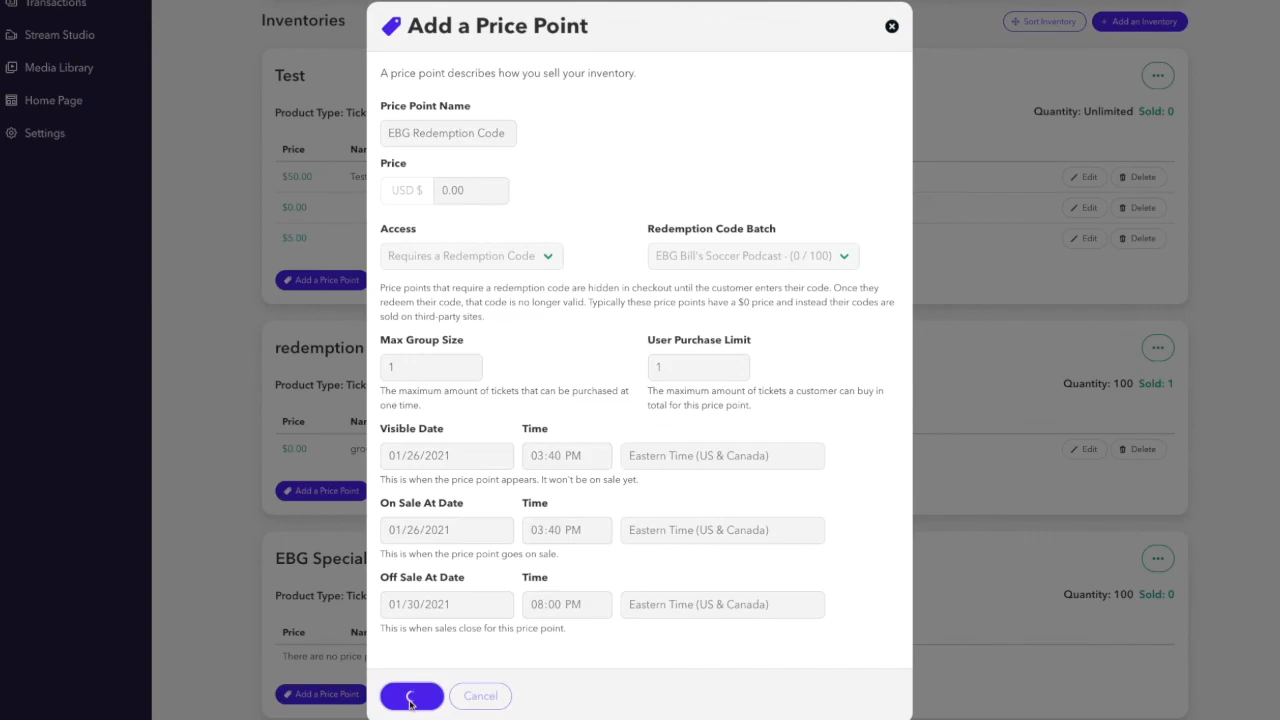 Transactions
Stream Studio
Media Library
Home Page
Settings
Inventories
Sort Inventory
+ Add an Inventory
Test
Product Type: Tick
Quantity: Unlimited Sold: 0
Price Nar
$50.00 Test
Edit Delete
$0.00
Edit Delete
$5.00
Edit Delete
Add a Price Point
redemption
Product Type: Tick
Quantity: 100 Sold: 1
Price Nar
$0.00 gro
Edit Delete
Add a Price Point
EBG Special
Product Type: Tick
Quantity: 100 Sold: 0
Price Nar
There are no price p
Add a Price Point
Add a Price Point
A price point describes how you sell your inventory.
Price Point Name
EBG Redemption Code
Price
USD $ 0.00
Access Redemption Code Batch
Requires a Redemption Code EBG Bill's Soccer Podcast - (0 / 100)
Price points that require a redemption code are hidden in checkout until the customer enters their code. Once they
redeem their code, that code is no longer valid. Typically these price points have a $0 price and instead their codes are
sold on third-party sites.
Max Group Size User Purchase Limit
1 1
The maximum amount of tickets that can be purchased at
one time.
The maximum amount of tickets a customer can buy in
total for this price point.
Visible Date Time
01/26/2021 03:40 PM Eastern Time (US & Canada)
This is when the price point appears. It won't be on sale yet.
On Sale At Date Time
01/26/2021 03:40 PM Eastern Time (US & Canada)
This is when the price point goes on sale.
Off Sale At Date Time
01/30/2021 08:00 PM Eastern Time (US & Canada)
This is when sales close for this price point.
Cancel